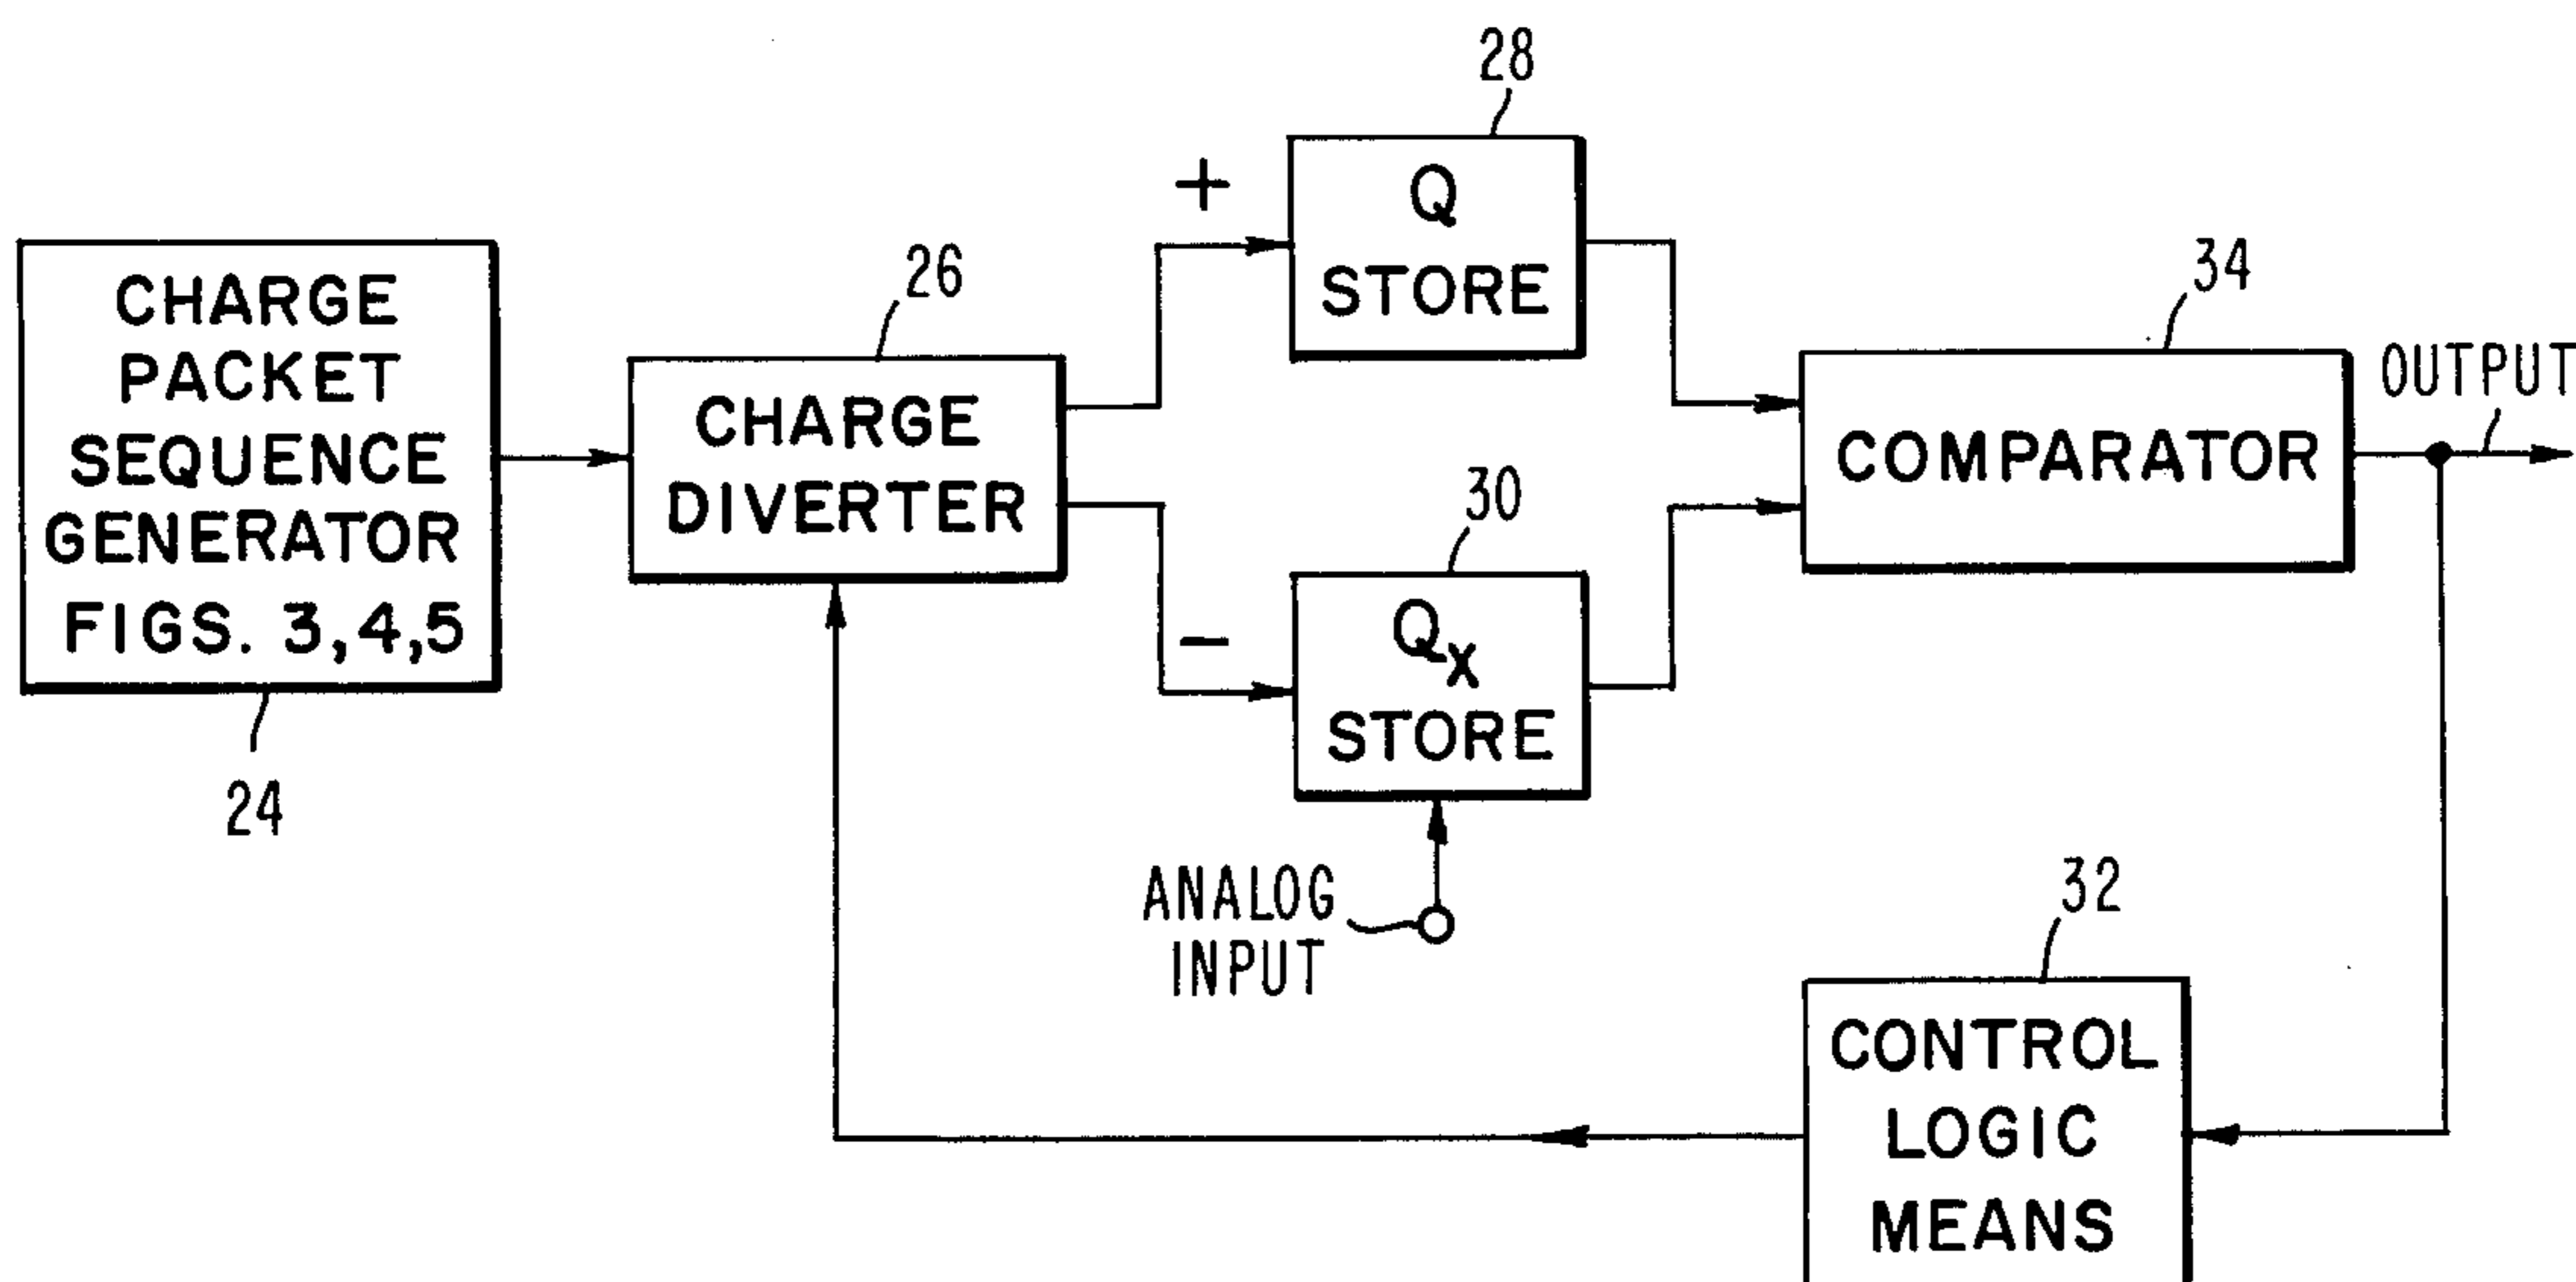 28
+
Q
STORE
CHARGE
PACKET
SEQUENCE
GENERATOR
FIGS. 3,4,5
24
26
CHARGE
DIVERTER
34
COMPARATOR
OUTPUT
30
−
QX
STORE
ANALOG
INPUT
32
CONTROL
LOGIC
MEANS